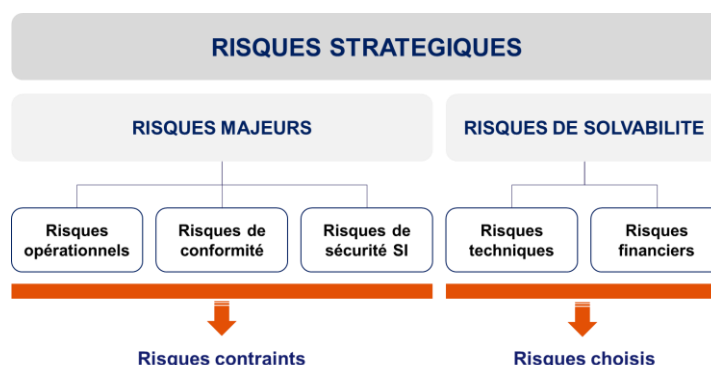 RISQUES STRATEGIQUES
RISQUES MAJEURS
RISQUES DE SOLVABILITE
Risques
opérationnels
Risques de
conformité
Risques de
sécurité SI
Risques
techniques
Risques
financiers
Risques contraints
Risques choisis